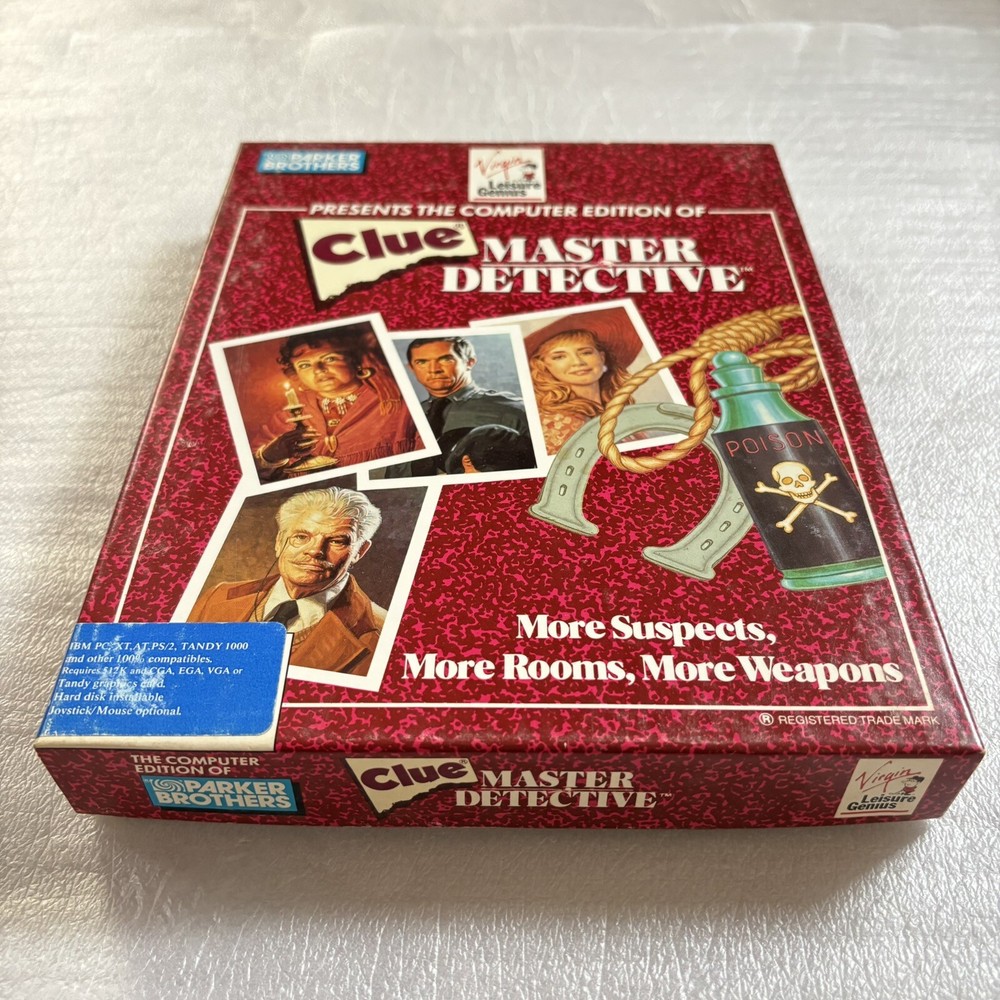 PARKER
BROTHERS
Virgin
Leisure
Genius
PRESENTS THE COMPUTER EDITION OF
Clue®
MASTER
DETECTIVE™
POISON
More Suspects,
More Rooms, More Weapons
IBM PC, XT, AT, PS/2, TANDY 1000
and other 100% compatibles.
Requires 512K and CGA, EGA, VGA or
Tandy graphics card.
Hard disk installable
Joystick/Mouse optional.
® REGISTERED TRADE MARK
THE COMPUTER
EDITION OF
PARKER
BROTHERS
Clue®
MASTER
DETECTIVE™
Virgin
Leisure
Genius